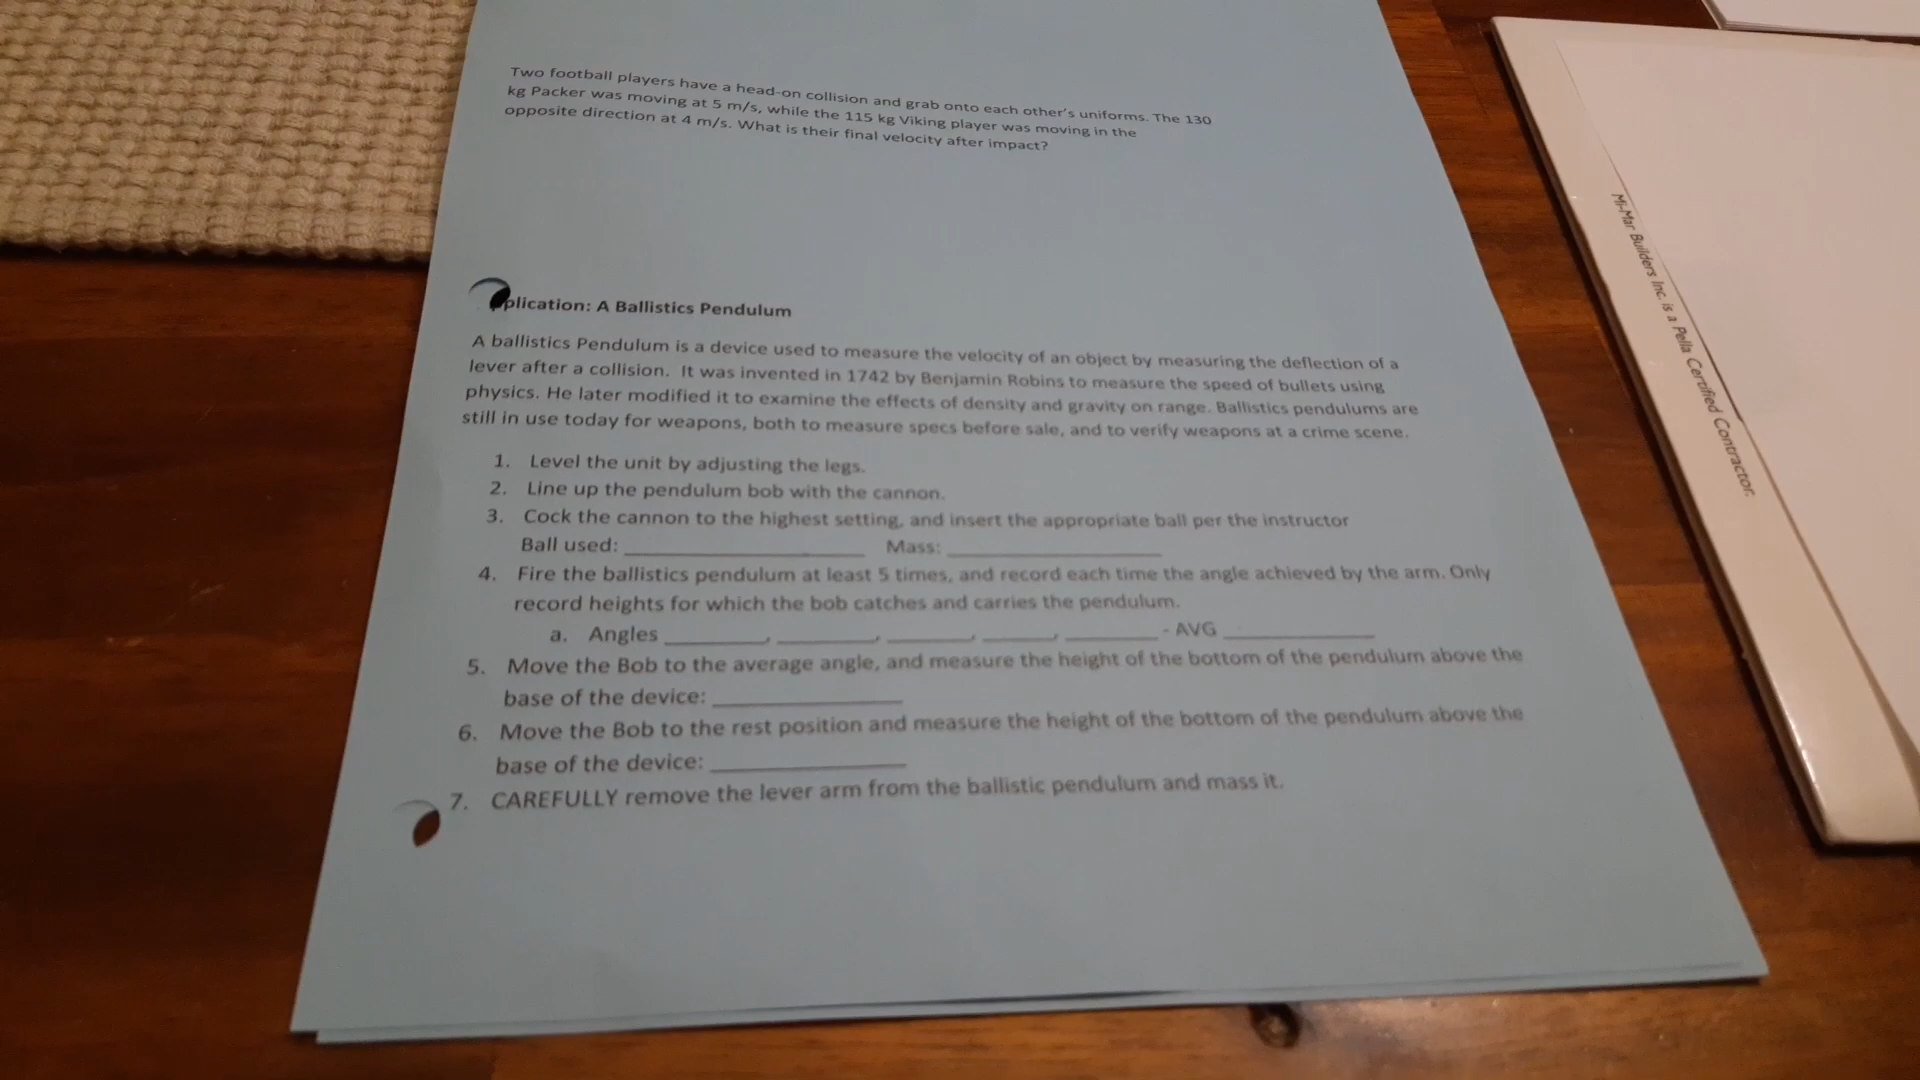 Two football players have a head-on collision and grab onto each other's uniforms. The 130
kg Packer was moving at 5 m/s, while the 115 kg Viking player was moving in the
opposite direction at 4 m/s. What is their final velocity after impact?
plication: A Ballistics Pendulum
A ballistics Pendulum is a device used to measure the velocity of an object by measuring the deflection of a
lever after a collision. It was invented in 1742 by Benjamin Robins to measure the speed of bullets using
physics. He later modified it to examine the effects of density and gravity on range. Ballistics pendulums are
still in use today for weapons, both to measure specs before sale, and to verify weapons at a crime scene.
1. Level the unit by adjusting the legs.
2. Line up the pendulum bob with the cannon.
3. Cock the cannon to the highest setting, and insert the appropriate ball per the instructor
Ball used: ____________ Mass: ____________
4. Fire the ballistics pendulum at least 5 times, and record each time the angle achieved by the arm. Only
record heights for which the bob catches and carries the pendulum.
a. Angles ______, ______, ______, ______, ______ - AVG ________
5. Move the Bob to the average angle, and measure the height of the bottom of the pendulum above the
base of the device: ____________
6. Move the Bob to the rest position and measure the height of the bottom of the pendulum above the
base of the device: ____________
7. CAREFULLY remove the lever arm from the ballistic pendulum and mass it.
Mi-Mar Builders Inc. is a Pella Certified Contractor.